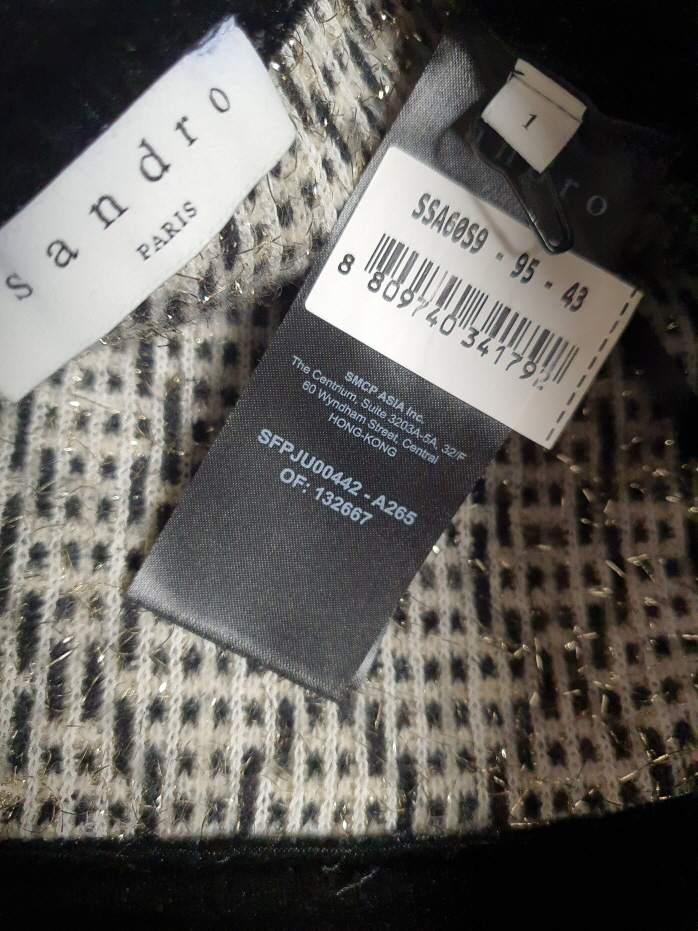 sandro
PARIS
1
ro
SSA60S9 - 95 - 43
8 809740 341792
SMCP ASIA Inc.
The Centrium, Suite 3203A-5A, 32/F
60 Wyndham Street, Central
HONG-KONG
SFPJU00442 - A265
OF: 132667